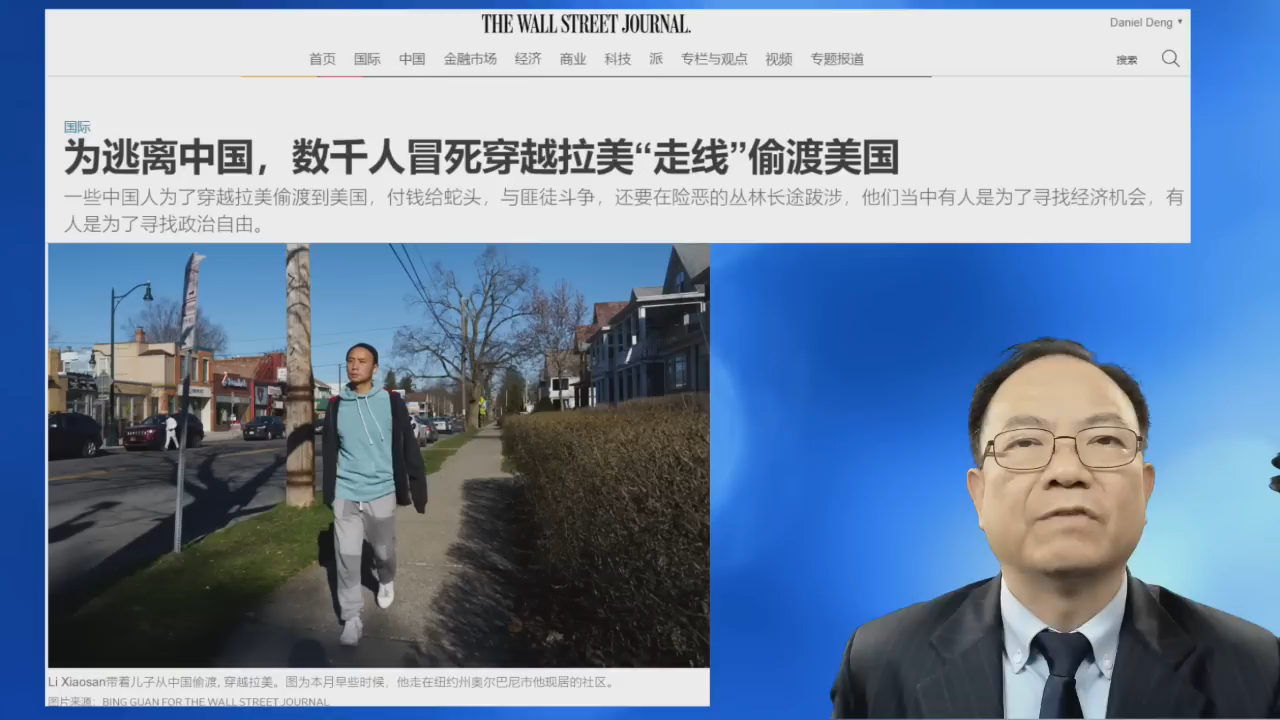 THE WALL STREET JOURNAL.
Daniel Deng
首页 国际 中国 金融市场 经济 商业 科技 派 专栏与观点 视频 专题报道 搜索
国际
为逃离中国，数千人冒死穿越拉美“走线”偷渡美国
一些中国人为了穿越拉美偷渡到美国，付钱给蛇头，与匪徒斗争，还要在险恶的丛林长途跋涉，他们当中有人是为了寻找经济机会，有
人是为了寻找政治自由。
Li Xiaosan带着儿子从中国偷渡, 穿越拉美。图为本月早些时候，他走在纽约州奥尔巴尼市他现居的社区。
图片来源：BING GUAN FOR THE WALL STREET JOURNAL